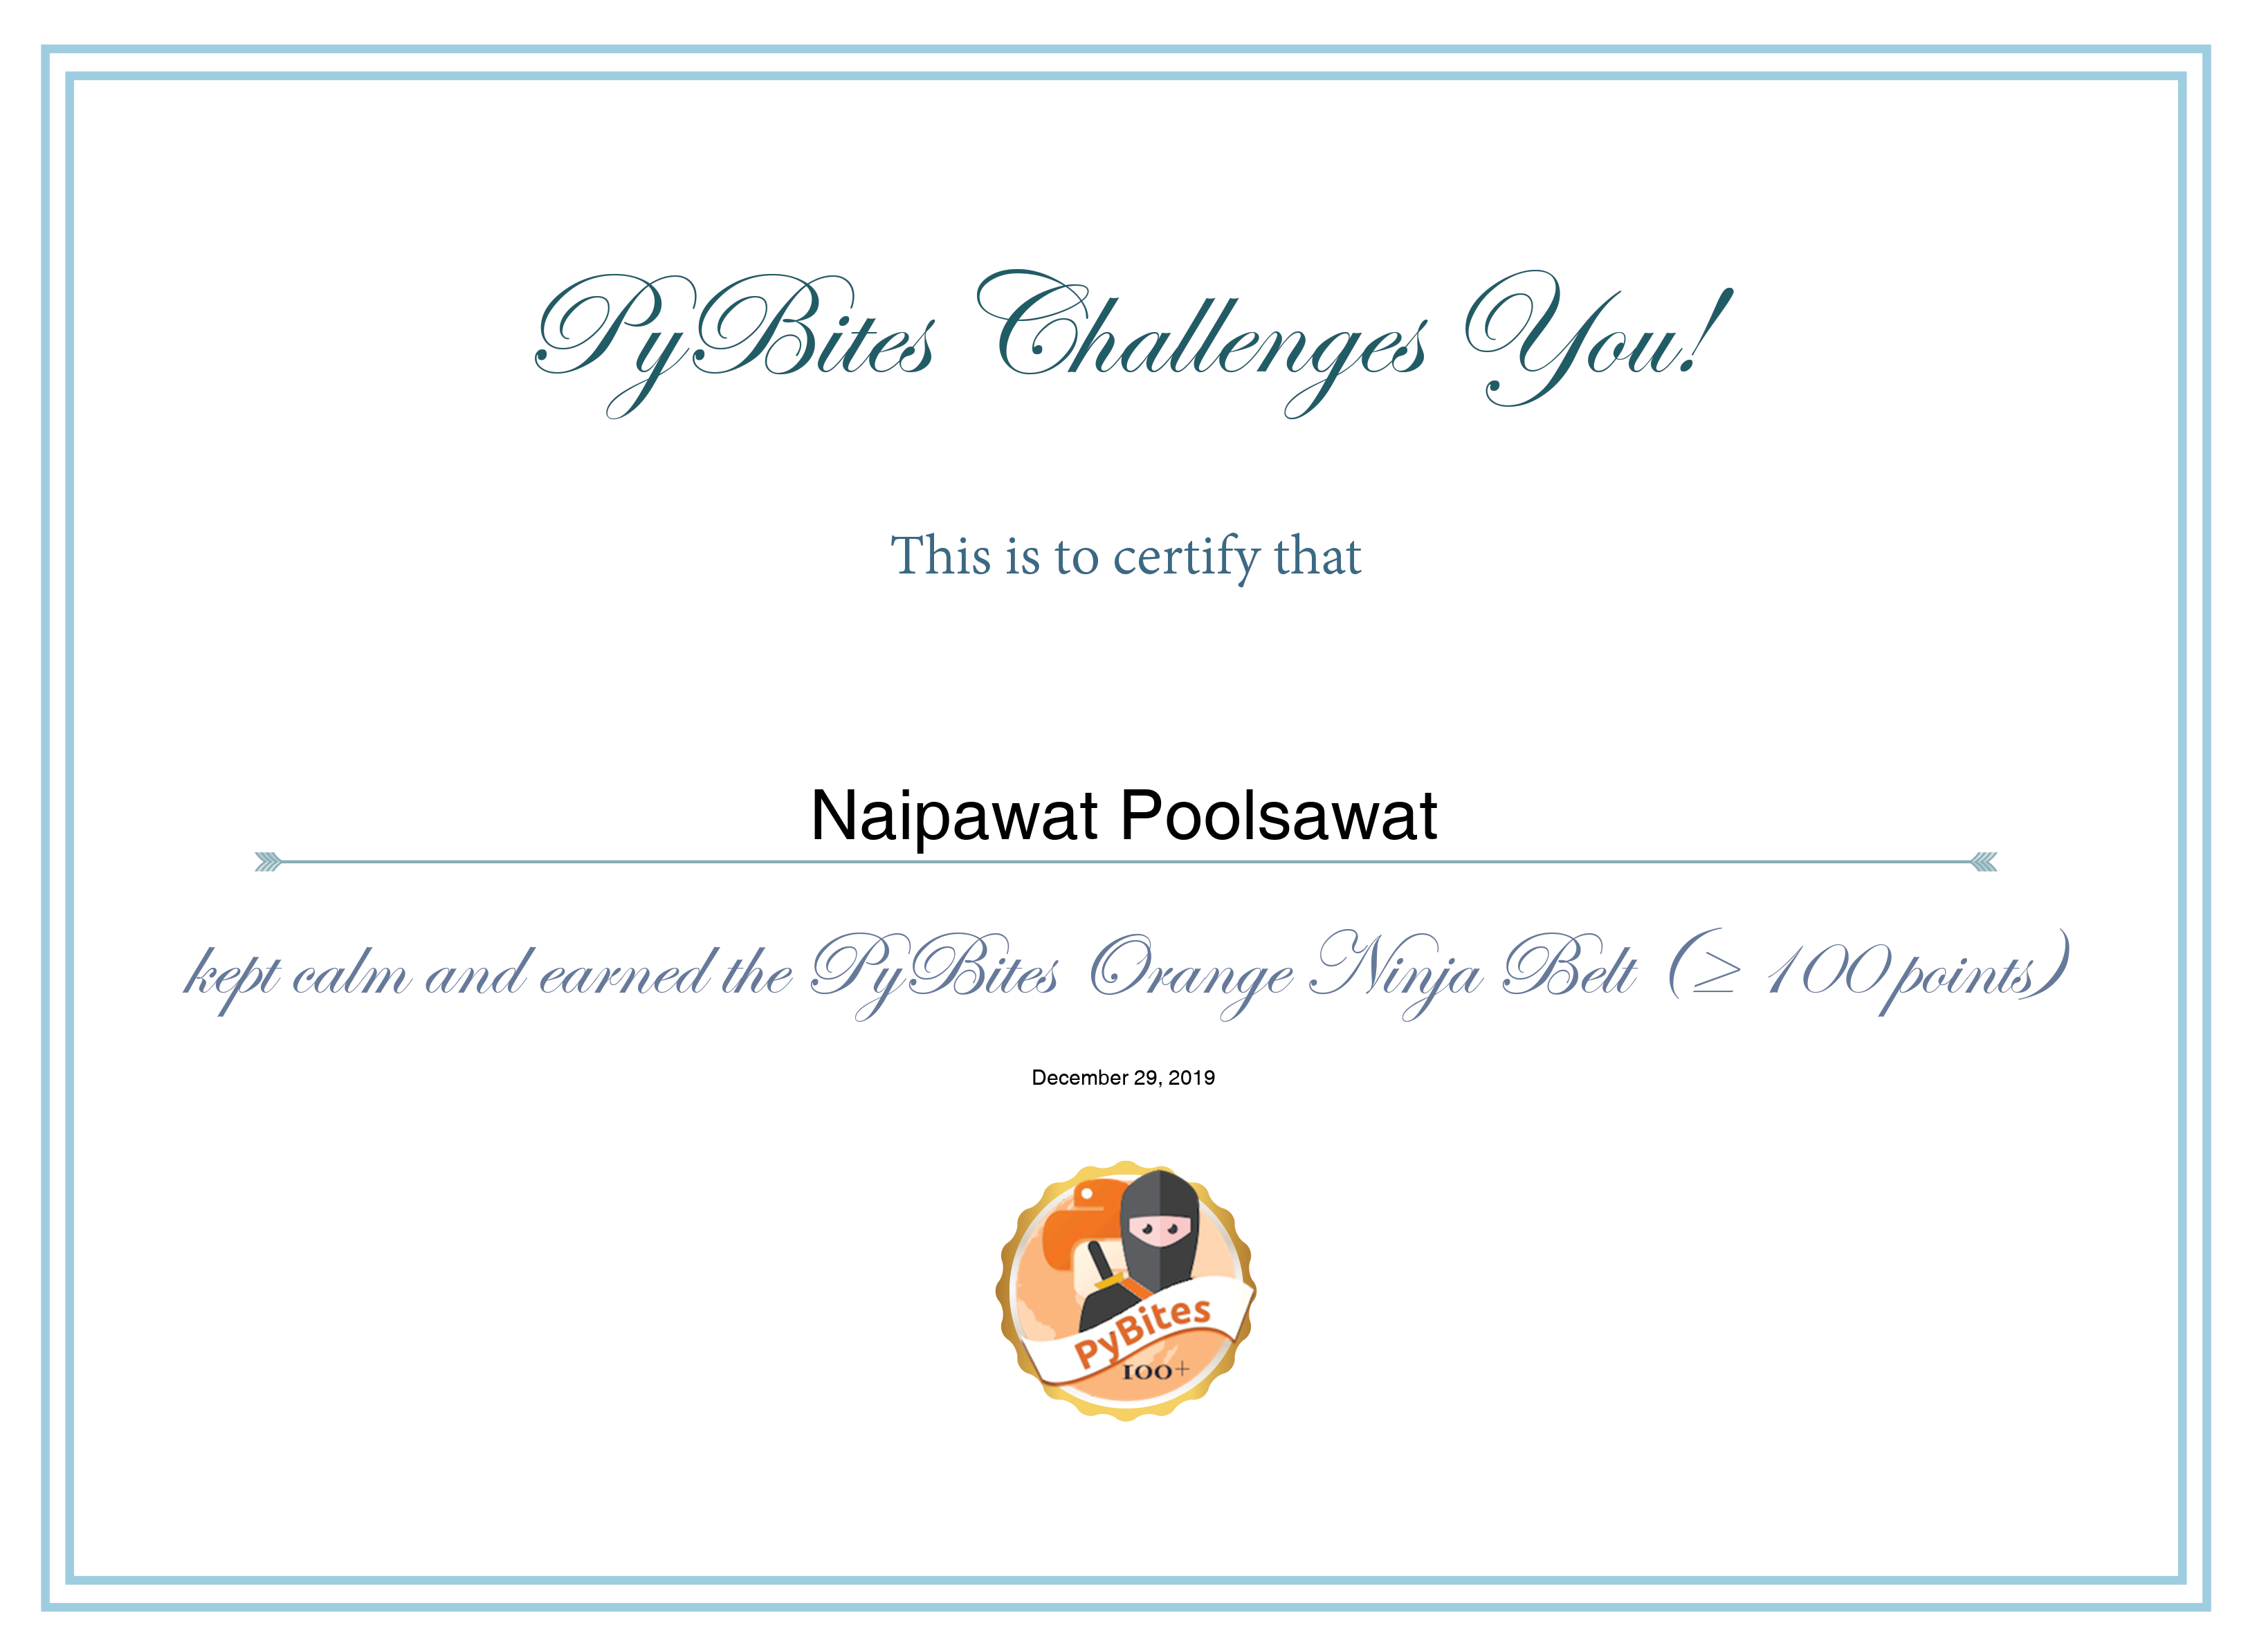 PyBites Challenges You!
This is to certify that
Naipawat Poolsawat
kept calm and earned the PyBites Orange Ninja Belt (≥ 100 points)
December 29, 2019
PyBites
100+